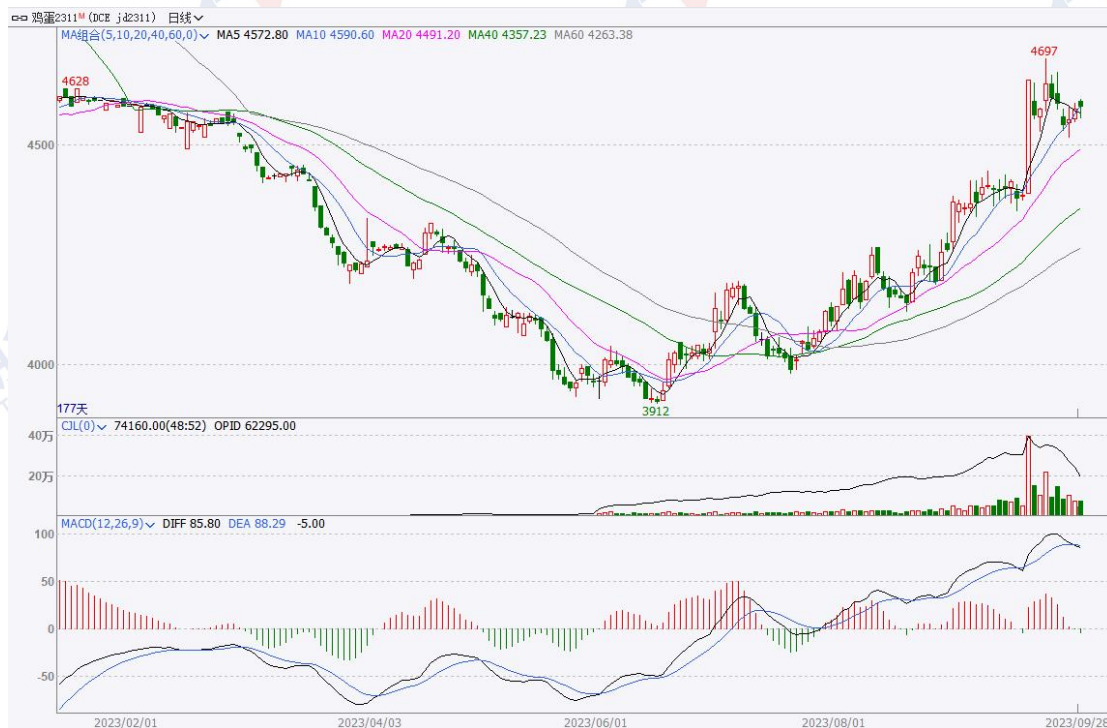 鸡蛋2311M (DCE jd2311) 日线
MA组合(5,10,20,40,60,0) MA5 4572.80 MA10 4590.60 MA20 4491.20 MA40 4357.23 MA60 4263.38
4697
4628
4500
4000
3912
177天
CJL(0) 74160.00(48:52) OPID 62295.00
40万
20万
MACD(12,26,9) DIFF 85.80 DEA 88.29 -5.00
100
50
0
-50
2023/02/01 2023/04/03 2023/06/01 2023/08/01 2023/09/28